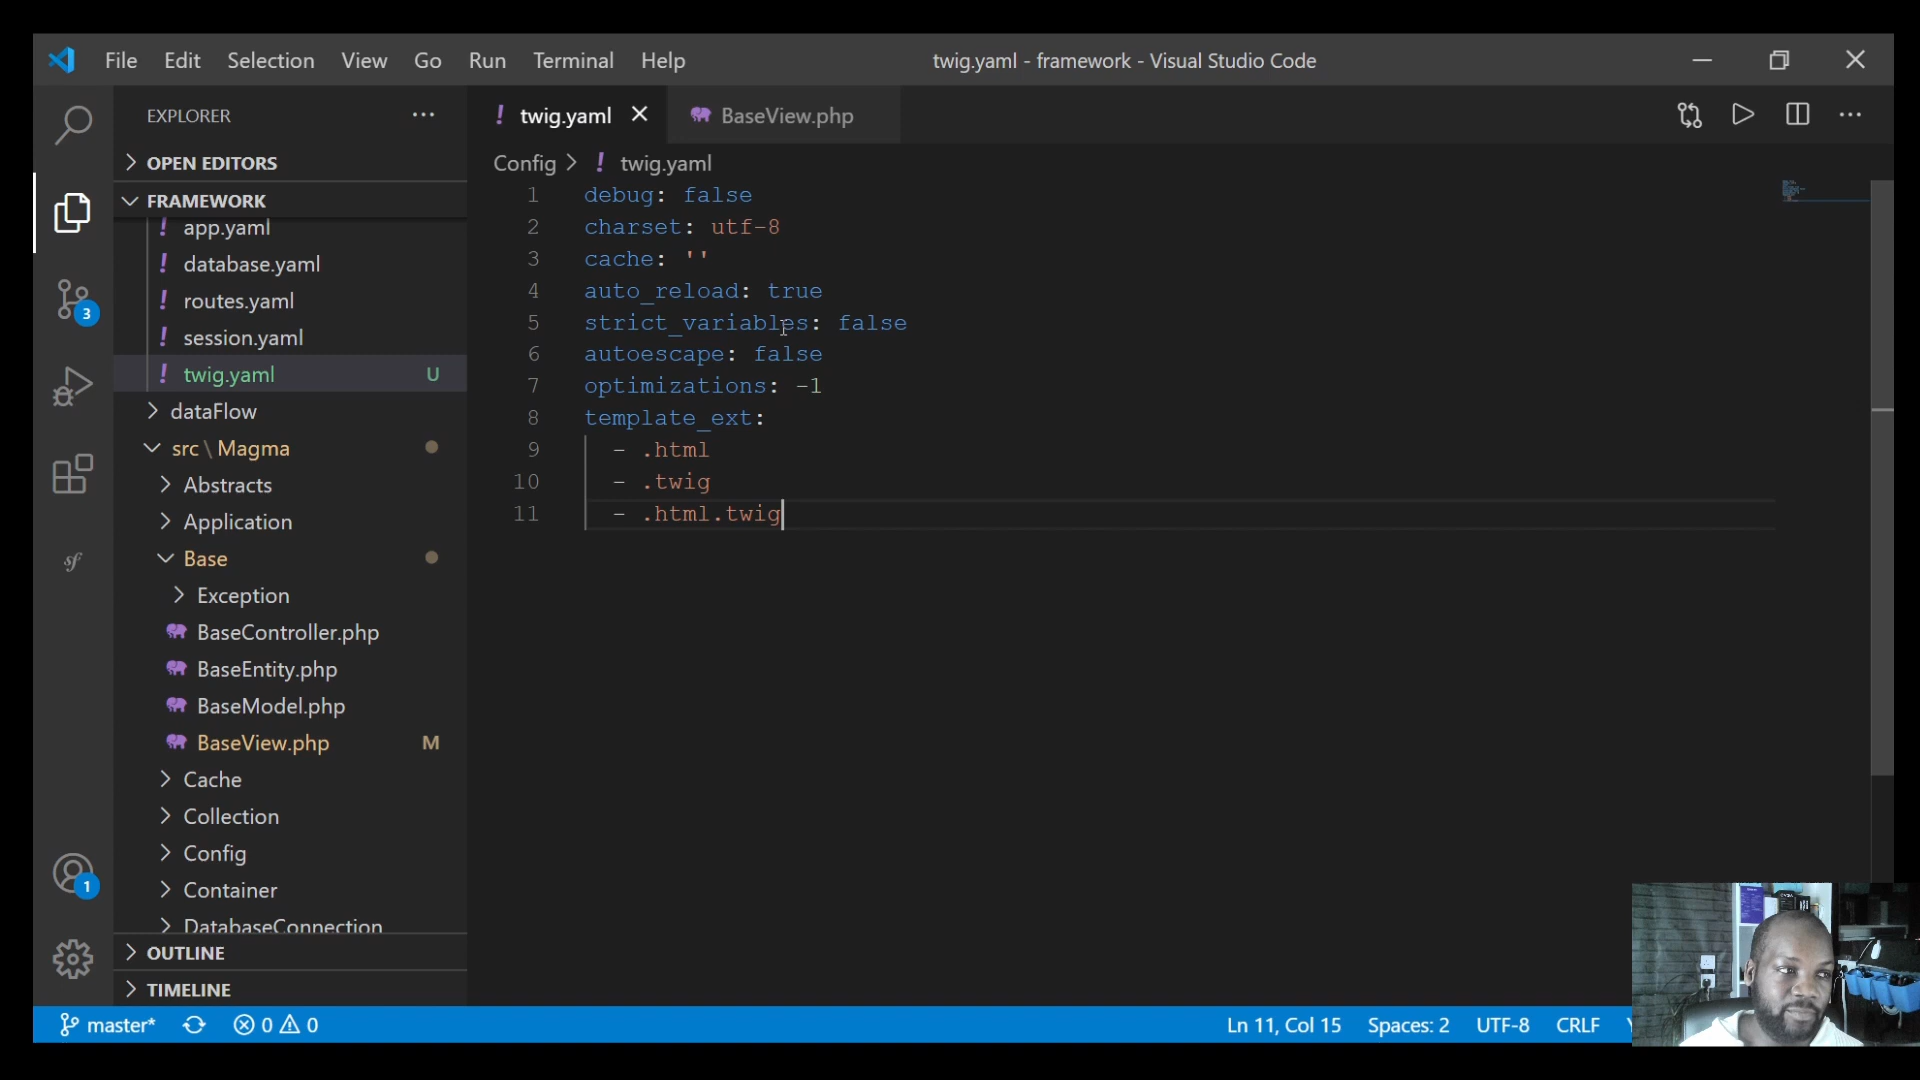 File Edit Selection View Go Run Terminal Help
twig.yaml - framework - Visual Studio Code
EXPLORER
OPEN EDITORS
FRAMEWORK
! app.yaml
! database.yaml
! routes.yaml
! session.yaml
! twig.yaml U
dataFlow
src \ Magma
Abstracts
Application
Base
Exception
BaseController.php
BaseEntity.php
BaseModel.php
BaseView.php M
Cache
Collection
Config
Container
DatabaseConnection
OUTLINE
TIMELINE
3
sf
1
! twig.yaml
BaseView.php
Config > ! twig.yaml
1 debug: false
2 charset: utf-8
3 cache: ''
4 auto_reload: true
5 strict_variables: false
6 autoescape: false
7 optimizations: -1
8 template_ext:
9 - .html
10 - .twig
11 - .html.twig
master* 0 0
Ln 11, Col 15 Spaces: 2 UTF-8 CRLF